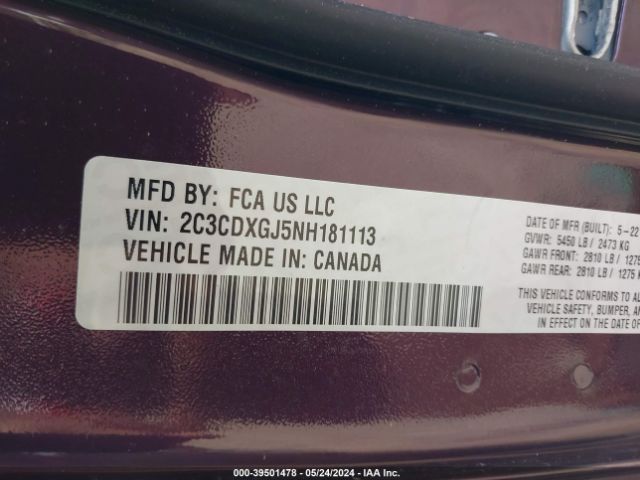 MFD BY: FCA US LLC
VIN: 2C3CDXGJ5NH181113
VEHICLE MADE IN: CANADA
DATE OF MFR (BUILT): 5-22
GVWR: 5450 LB / 2473 KG
GAWR FRONT: 2810 LB / 1275
GAWR REAR: 2810 LB / 1275 K
THIS VEHICLE CONFORMS TO AL
VEHICLE SAFETY, BUMPER, AN
IN EFFECT ON THE DATE OF
000-39501478 - 05/24/2024 - IAA Inc.